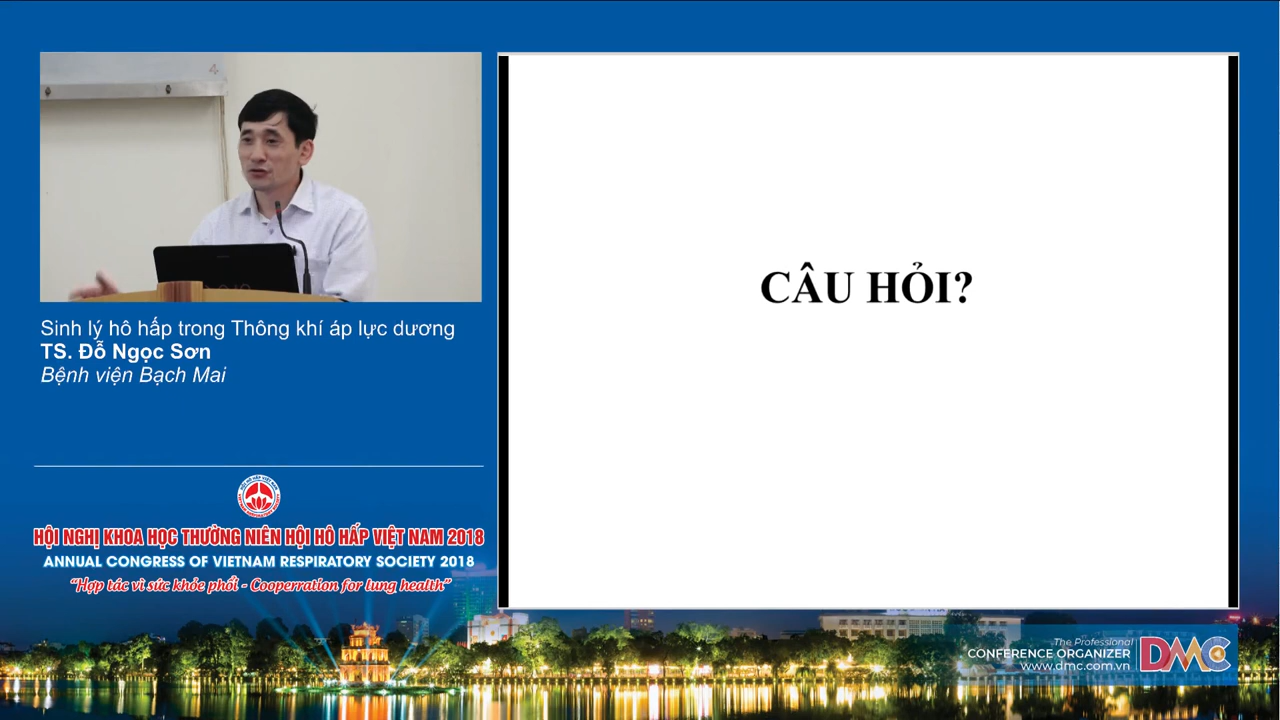 Sinh lý hô hấp trong Thông khí áp lực dương
TS. Đỗ Ngọc Sơn
Bệnh viện Bạch Mai
HỘI NGHỊ KHOA HỌC THƯỜNG NIÊN HỘI HÔ HẤP VIỆT NAM 2018
ANNUAL CONGRESS OF VIETNAM RESPIRATORY SOCIETY 2018
“Hợp tác vì sức khỏe phổi - Cooperration for lung health”
CÂU HỎI?
The Professional
CONFERENCE ORGANIZER
www.dmc.com.vn
DMC